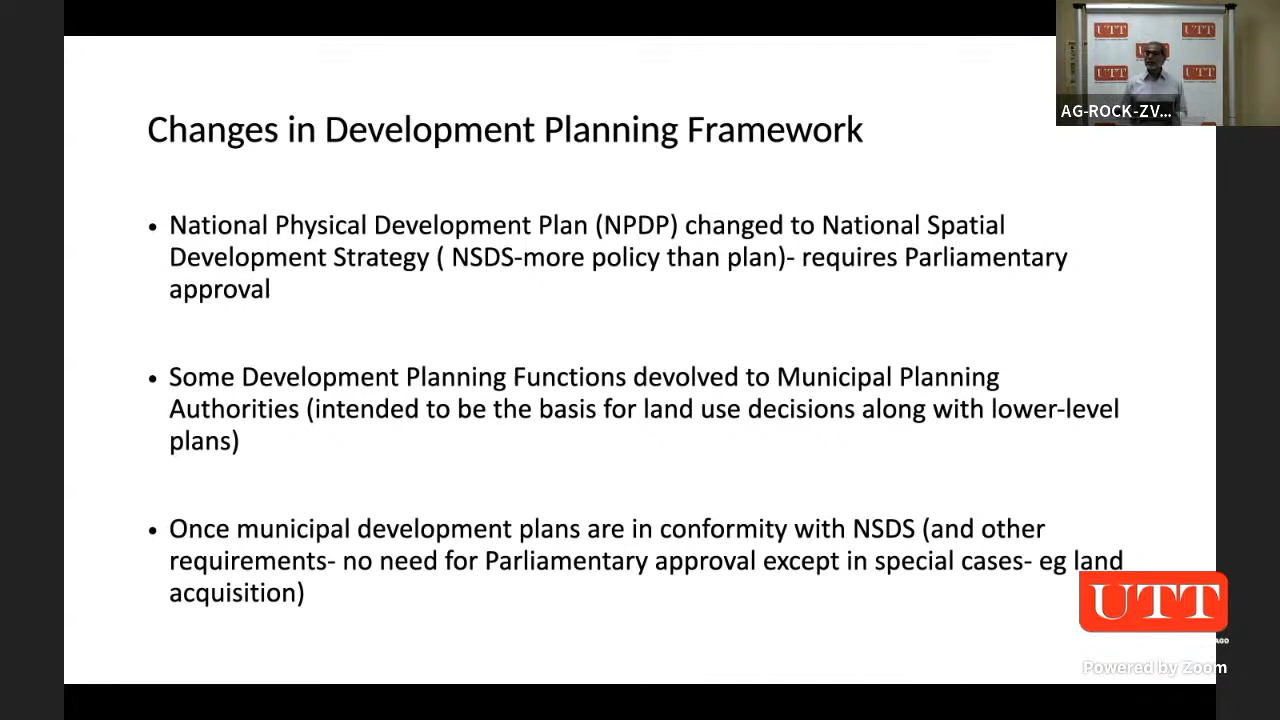 UTT
UTT
UTT
UTT
AG-ROCK-ZV...
Changes in Development Planning Framework
• National Physical Development Plan (NPDP) changed to National Spatial
Development Strategy ( NSDS-more policy than plan)- requires Parliamentary
approval
• Some Development Planning Functions devolved to Municipal Planning
Authorities (intended to be the basis for land use decisions along with lower-level
plans)
• Once municipal development plans are in conformity with NSDS (and other
requirements- no need for Parliamentary approval except in special cases- eg land
acquisition)
UTT
AGO
Powered by Zoom